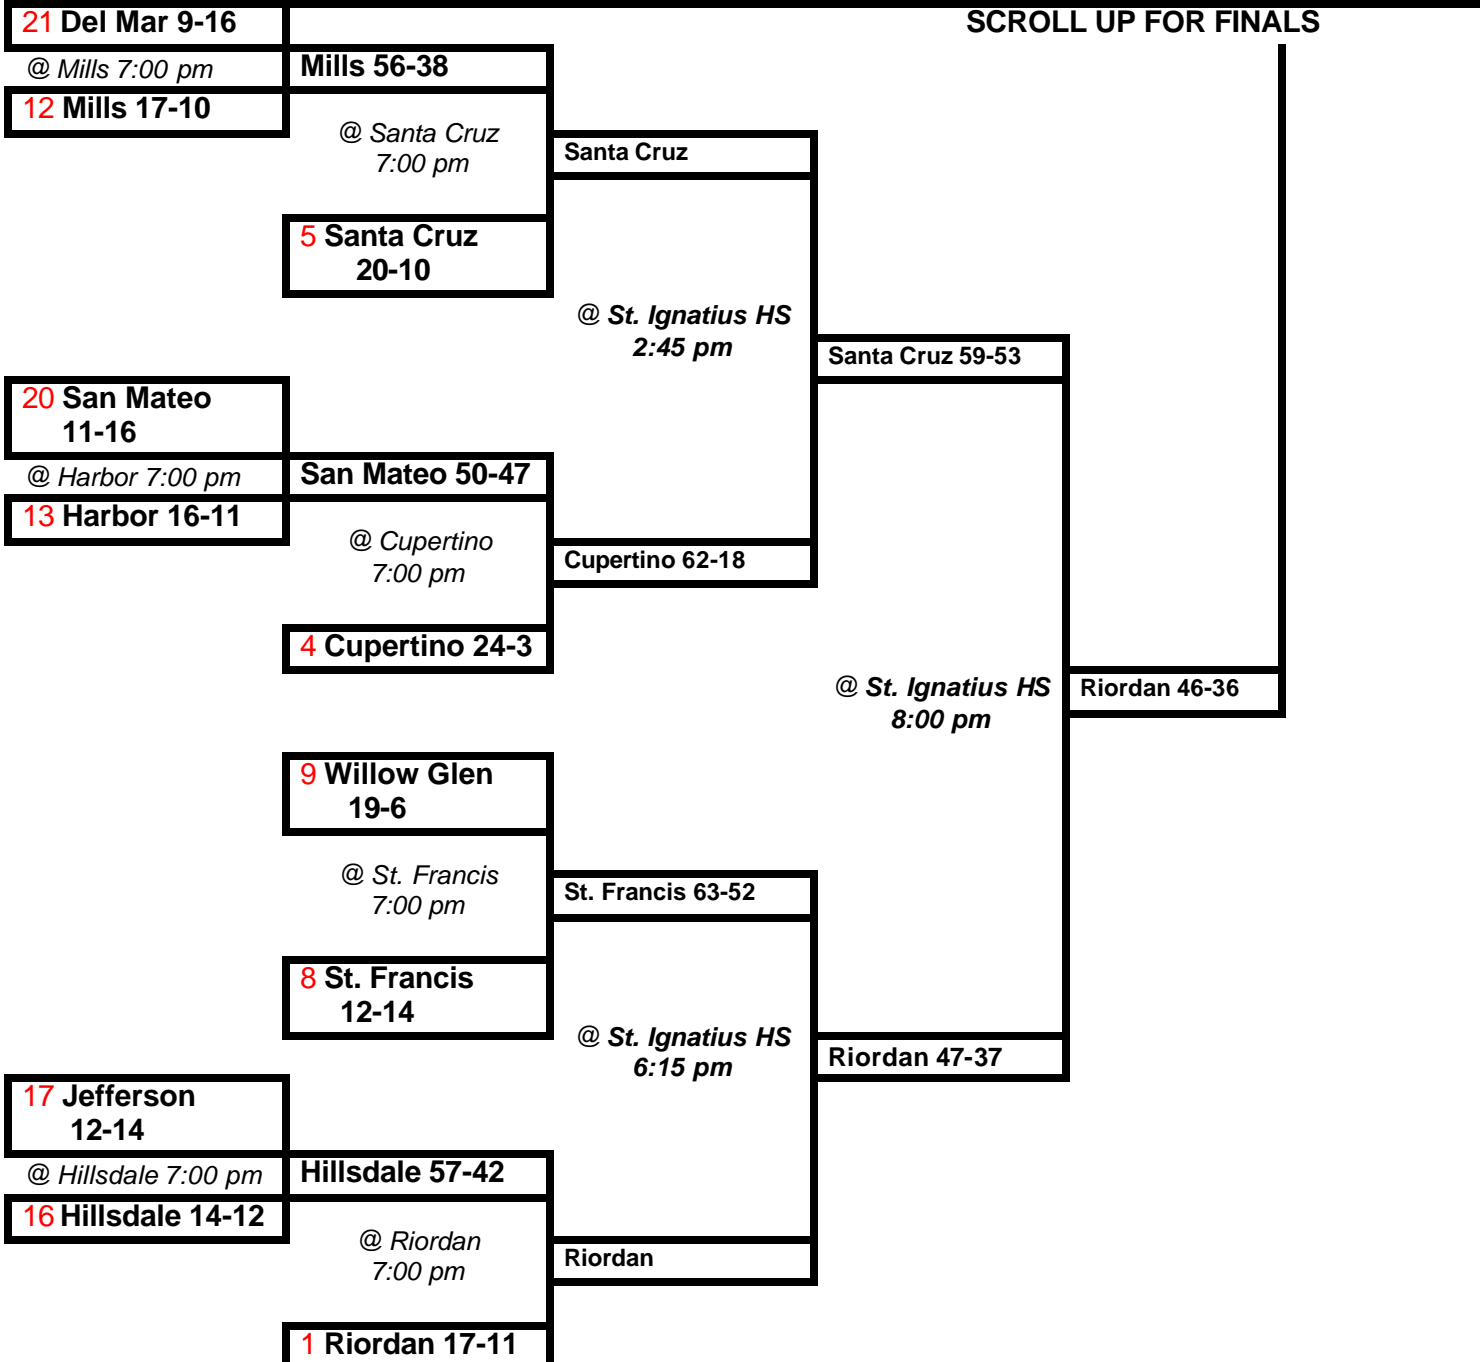 21 Del Mar 9-16
SCROLL UP FOR FINALS
@ Mills 7:00 pm
Mills 56-38
12 Mills 17-10
@ Santa Cruz
7:00 pm
Santa Cruz
5 Santa Cruz
20-10
@ St. Ignatius HS
2:45 pm
Santa Cruz 59-53
20 San Mateo
11-16
@ Harbor 7:00 pm
San Mateo 50-47
13 Harbor 16-11
@ Cupertino
7:00 pm
Cupertino 62-18
4 Cupertino 24-3
@ St. Ignatius HS
8:00 pm
Riordan 46-36
9 Willow Glen
19-6
@ St. Francis
7:00 pm
St. Francis 63-52
8 St. Francis
12-14
@ St. Ignatius HS
6:15 pm
Riordan 47-37
17 Jefferson
12-14
@ Hillsdale 7:00 pm
Hillsdale 57-42
16 Hillsdale 14-12
@ Riordan
7:00 pm
Riordan
1 Riordan 17-11